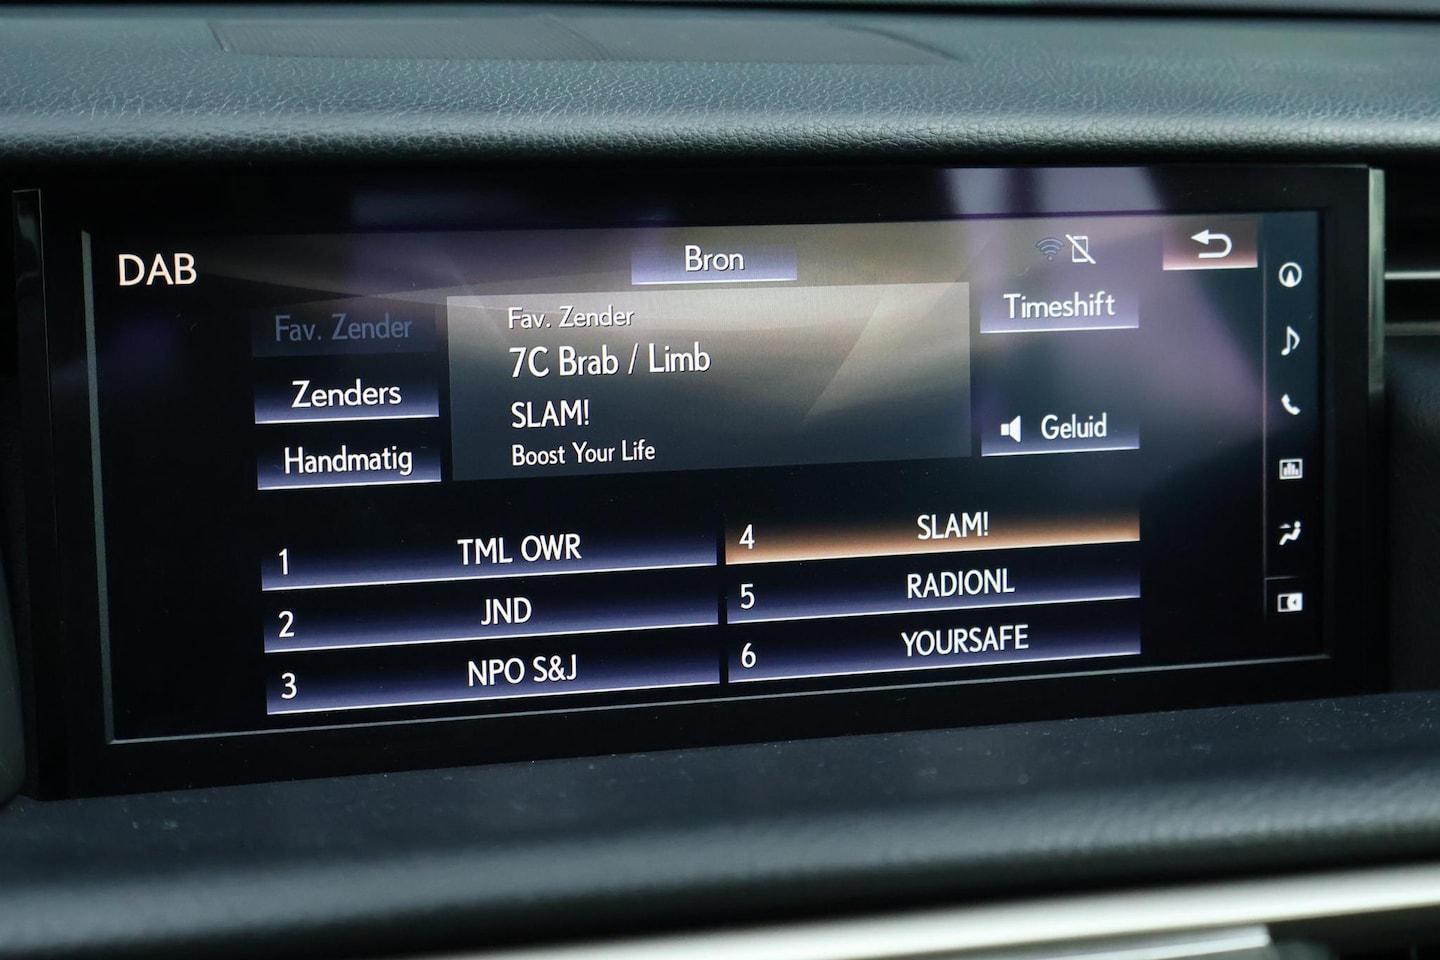 DAB
Bron
Fav. Zender
Zenders
Handmatig
Fav. Zender
7C Brab / Limb
SLAM!
Boost Your Life
Timeshift
Geluid
1 TML OWR
2 JND
3 NPO S&J
4 SLAM!
5 RADIONL
6 YOURSAFE